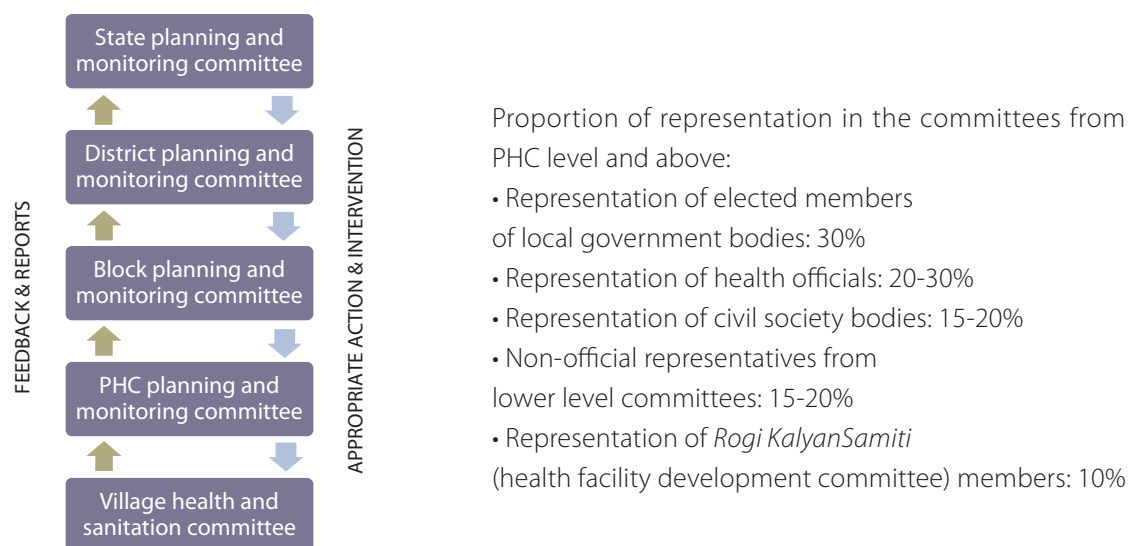 State planning and
monitoring committee
District planning and
monitoring committee
Block planning and
monitoring committee
PHC planning and
monitoring committee
Village health and
sanitation committee
FEEDBACK & REPORTS
APPROPRIATE ACTION & INTERVENTION
Proportion of representation in the committees from
PHC level and above:
• Representation of elected members
of local government bodies: 30%
• Representation of health officials: 20-30%
• Representation of civil society bodies: 15-20%
• Non-official representatives from
lower level committees: 15-20%
• Representation of Rogi KalyanSamiti
(health facility development committee) members: 10%